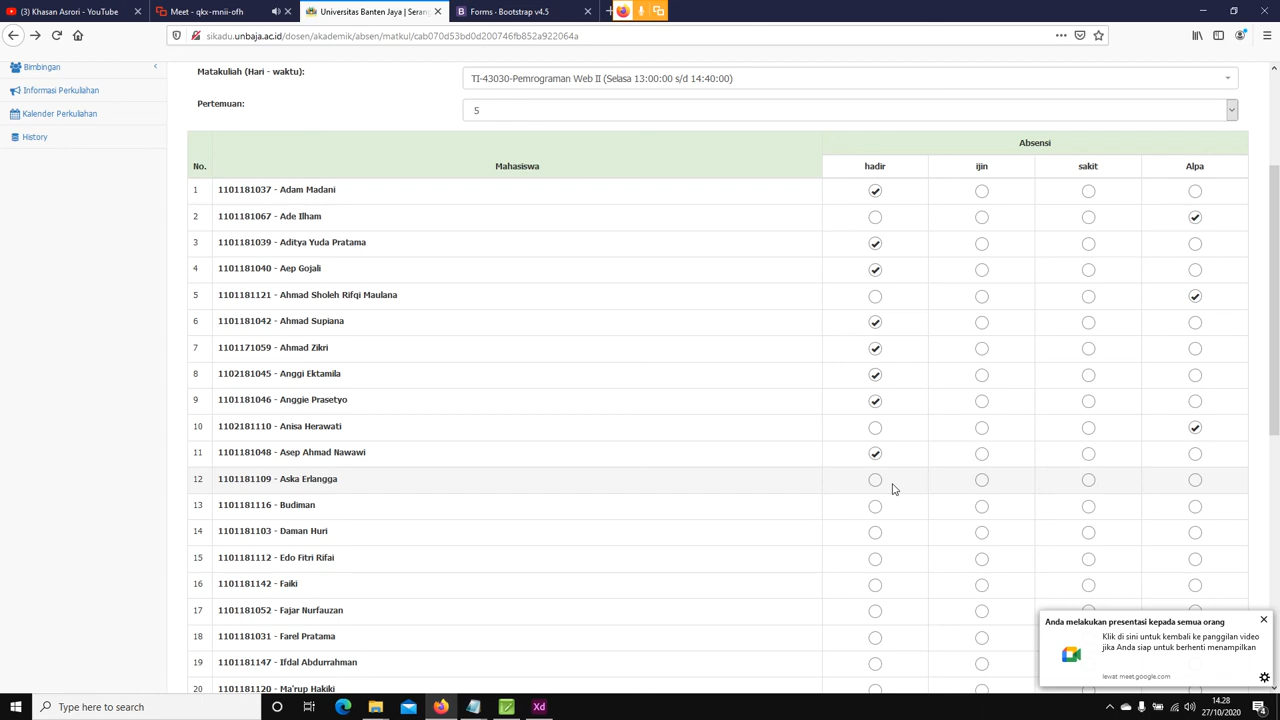 Khasan Asrori - YouTube
Meet - qkx-mnii-ofh
Universitas Banten Jaya | Serang
Forms · Bootstrap v4.5
sikadu.unbaja.ac.id/dosen/akademik/absen/matkul/cab070d53bd0d200746fb852a922064a
Bimbingan
Informasi Perkuliahan
Kalender Perkuliahan
History
Matakuliah (Hari - waktu):
TI-43030-Pemrograman Web II (Selasa 13:00:00 s/d 14:40:00)
Pertemuan:
5
No. Mahasiswa Absensi
hadir ijin sakit Alpa
1 1101181037 - Adam Madani
2 1101181067 - Ade Ilham
3 1101181039 - Aditya Yuda Pratama
4 1101181040 - Aep Gojali
5 1101181121 - Ahmad Sholeh Rifqi Maulana
6 1101181042 - Ahmad Supiana
7 1101171059 - Ahmad Zikri
8 1102181045 - Anggi Ektamila
9 1101181046 - Anggie Prasetyo
10 1102181110 - Anisa Herawati
11 1101181048 - Asep Ahmad Nawawi
12 1101181109 - Aska Erlangga
13 1101181116 - Budiman
14 1101181103 - Daman Huri
15 1101181112 - Edo Fitri Rifai
16 1101181142 - Faiki
17 1101181052 - Fajar Nurfauzan
18 1101181031 - Farel Pratama
19 1101181147 - Ifdal Abdurrahman
20 1101181120 - Ma'rup Hakiki
Anda melakukan presentasi kepada semua orang
Klik di sini untuk kembali ke panggilan video
jika Anda siap untuk berhenti menampilkan
lewat meet.google.com
Type here to search
Xd
14.28
27/10/2020
4